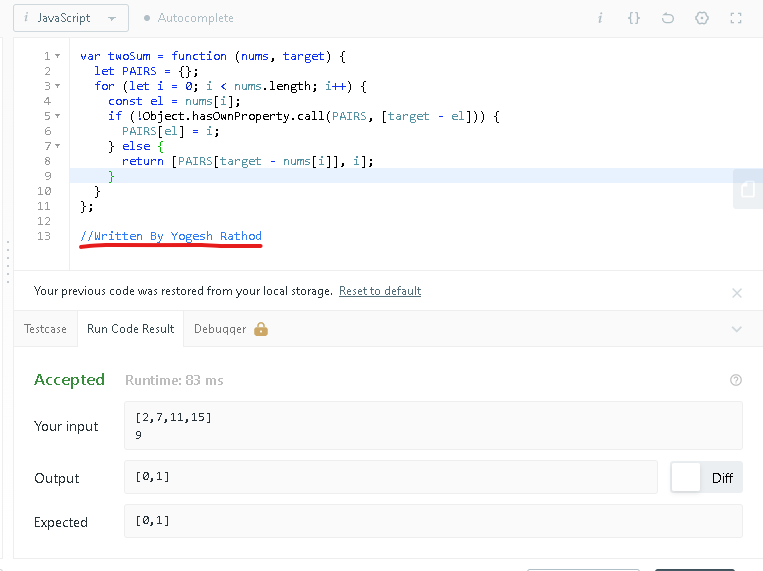 i JavaScript Autocomplete i {}
1 var twoSum = function (nums, target) {
2 let PAIRS = {};
3 for (let i = 0; i < nums.length; i++) {
4 const el = nums[i];
5 if (!Object.hasOwnProperty.call(PAIRS, [target - el])) {
6 PAIRS[el] = i;
7 } else {
8 return [PAIRS[target - nums[i]], i];
9 }
10 }
11 };
12
13 //Written By Yogesh Rathod
Your previous code was restored from your local storage. Reset to default
Testcase Run Code Result Debugger
Accepted Runtime: 83 ms
Your input
[2,7,11,15]
9
Output [0,1] Diff
Expected [0,1]